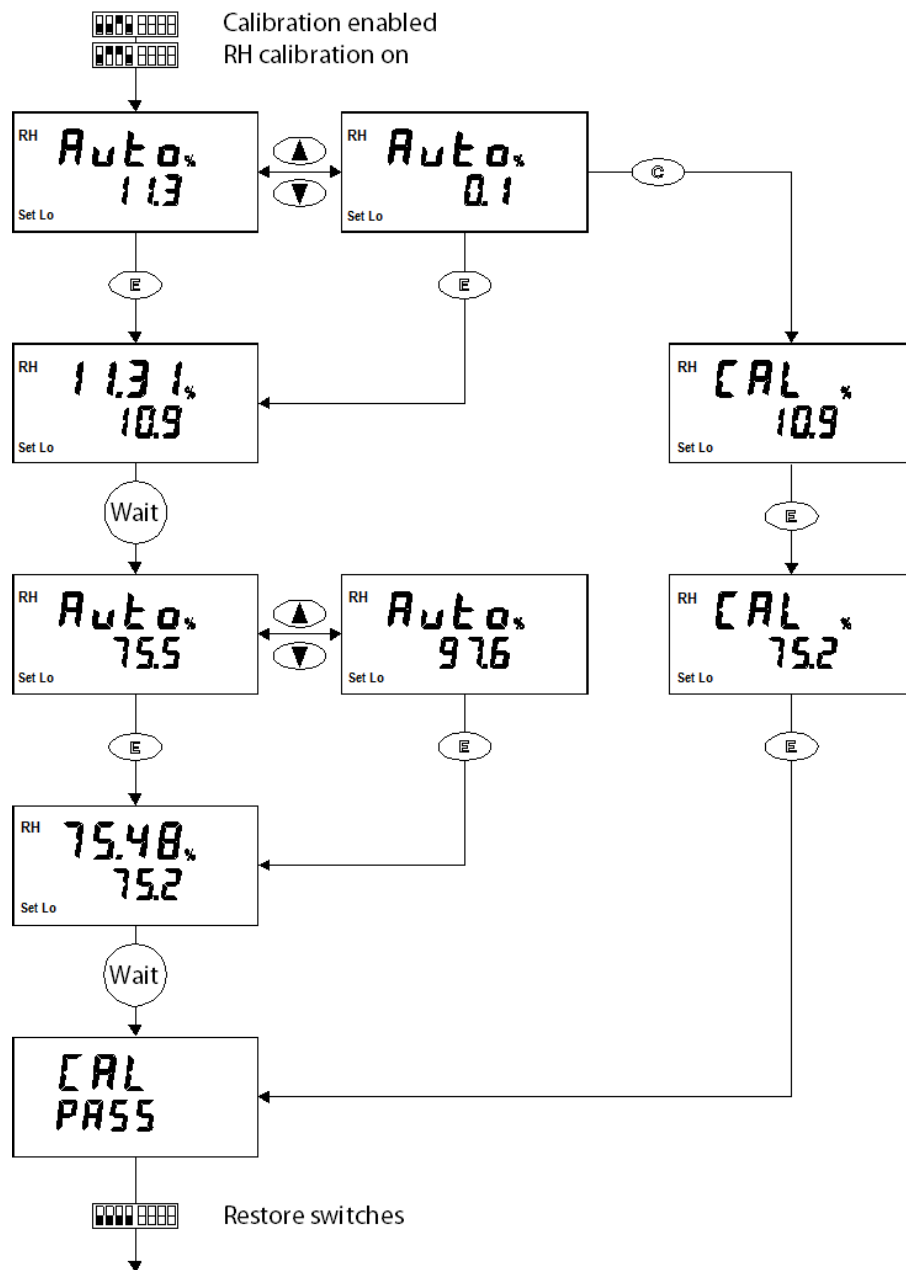 Calibration enabled
RH calibration on
RH Auto%
11.3
Set Lo
RH Auto%
0.1
Set Lo
C
E
E
RH 11.31%
10.9
Set Lo
RH CAL %
10.9
Set Lo
Wait
E
RH Auto%
75.5
Set Lo
RH Auto%
97.6
Set Lo
RH CAL %
75.2
Set Lo
E
E
E
RH 75.48%
75.2
Set Lo
Wait
CAL
PASS
Restore switches